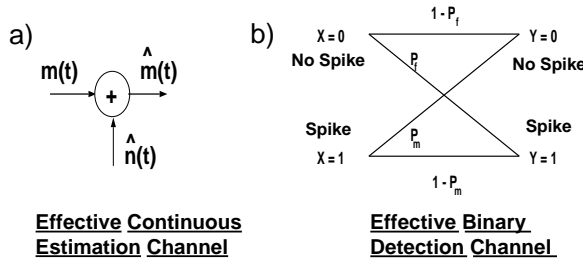 a)
m(t)
+
^
m(t)
^
n(t)
Effective Continuous
Estimation Channel
b)
1 - Pf
X = 0
Y = 0
No Spike
Pf
No Spike
Spike
Pm
Spike
X = 1
Y = 1
1 - Pm
Effective Binary
Detection Channel